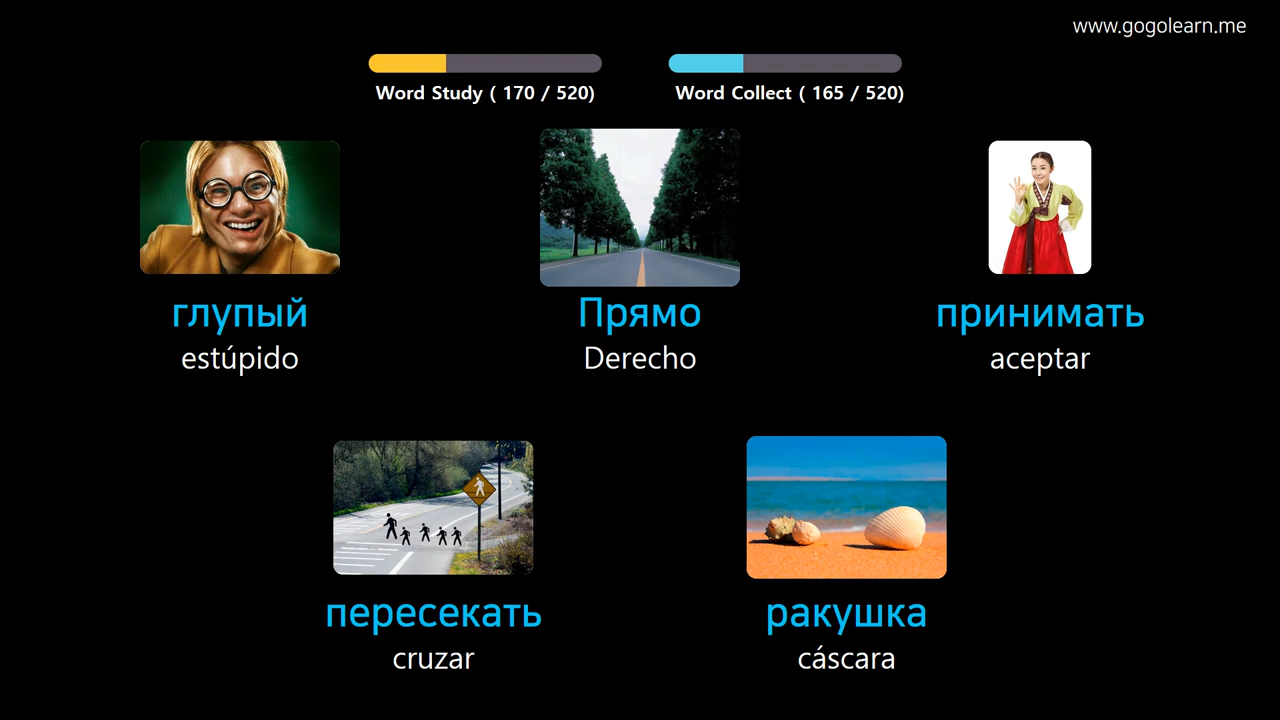 www.gogolearn.me
Word Study ( 170 / 520)
Word Collect ( 165 / 520)
глупый
estúpido
Прямо
Derecho
принимать
aceptar
пересекать
cruzar
ракушка
cáscara